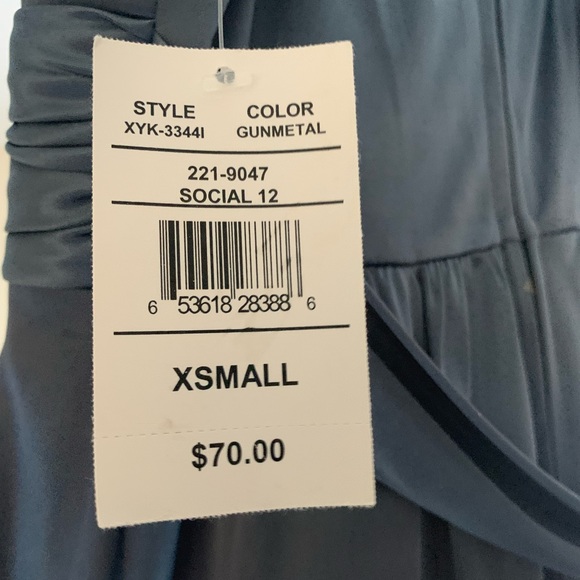 STYLE COLOR
XYK-3344I GUNMETAL
221-9047
SOCIAL 12
6 53618 28388 6
XSMALL
$70.00